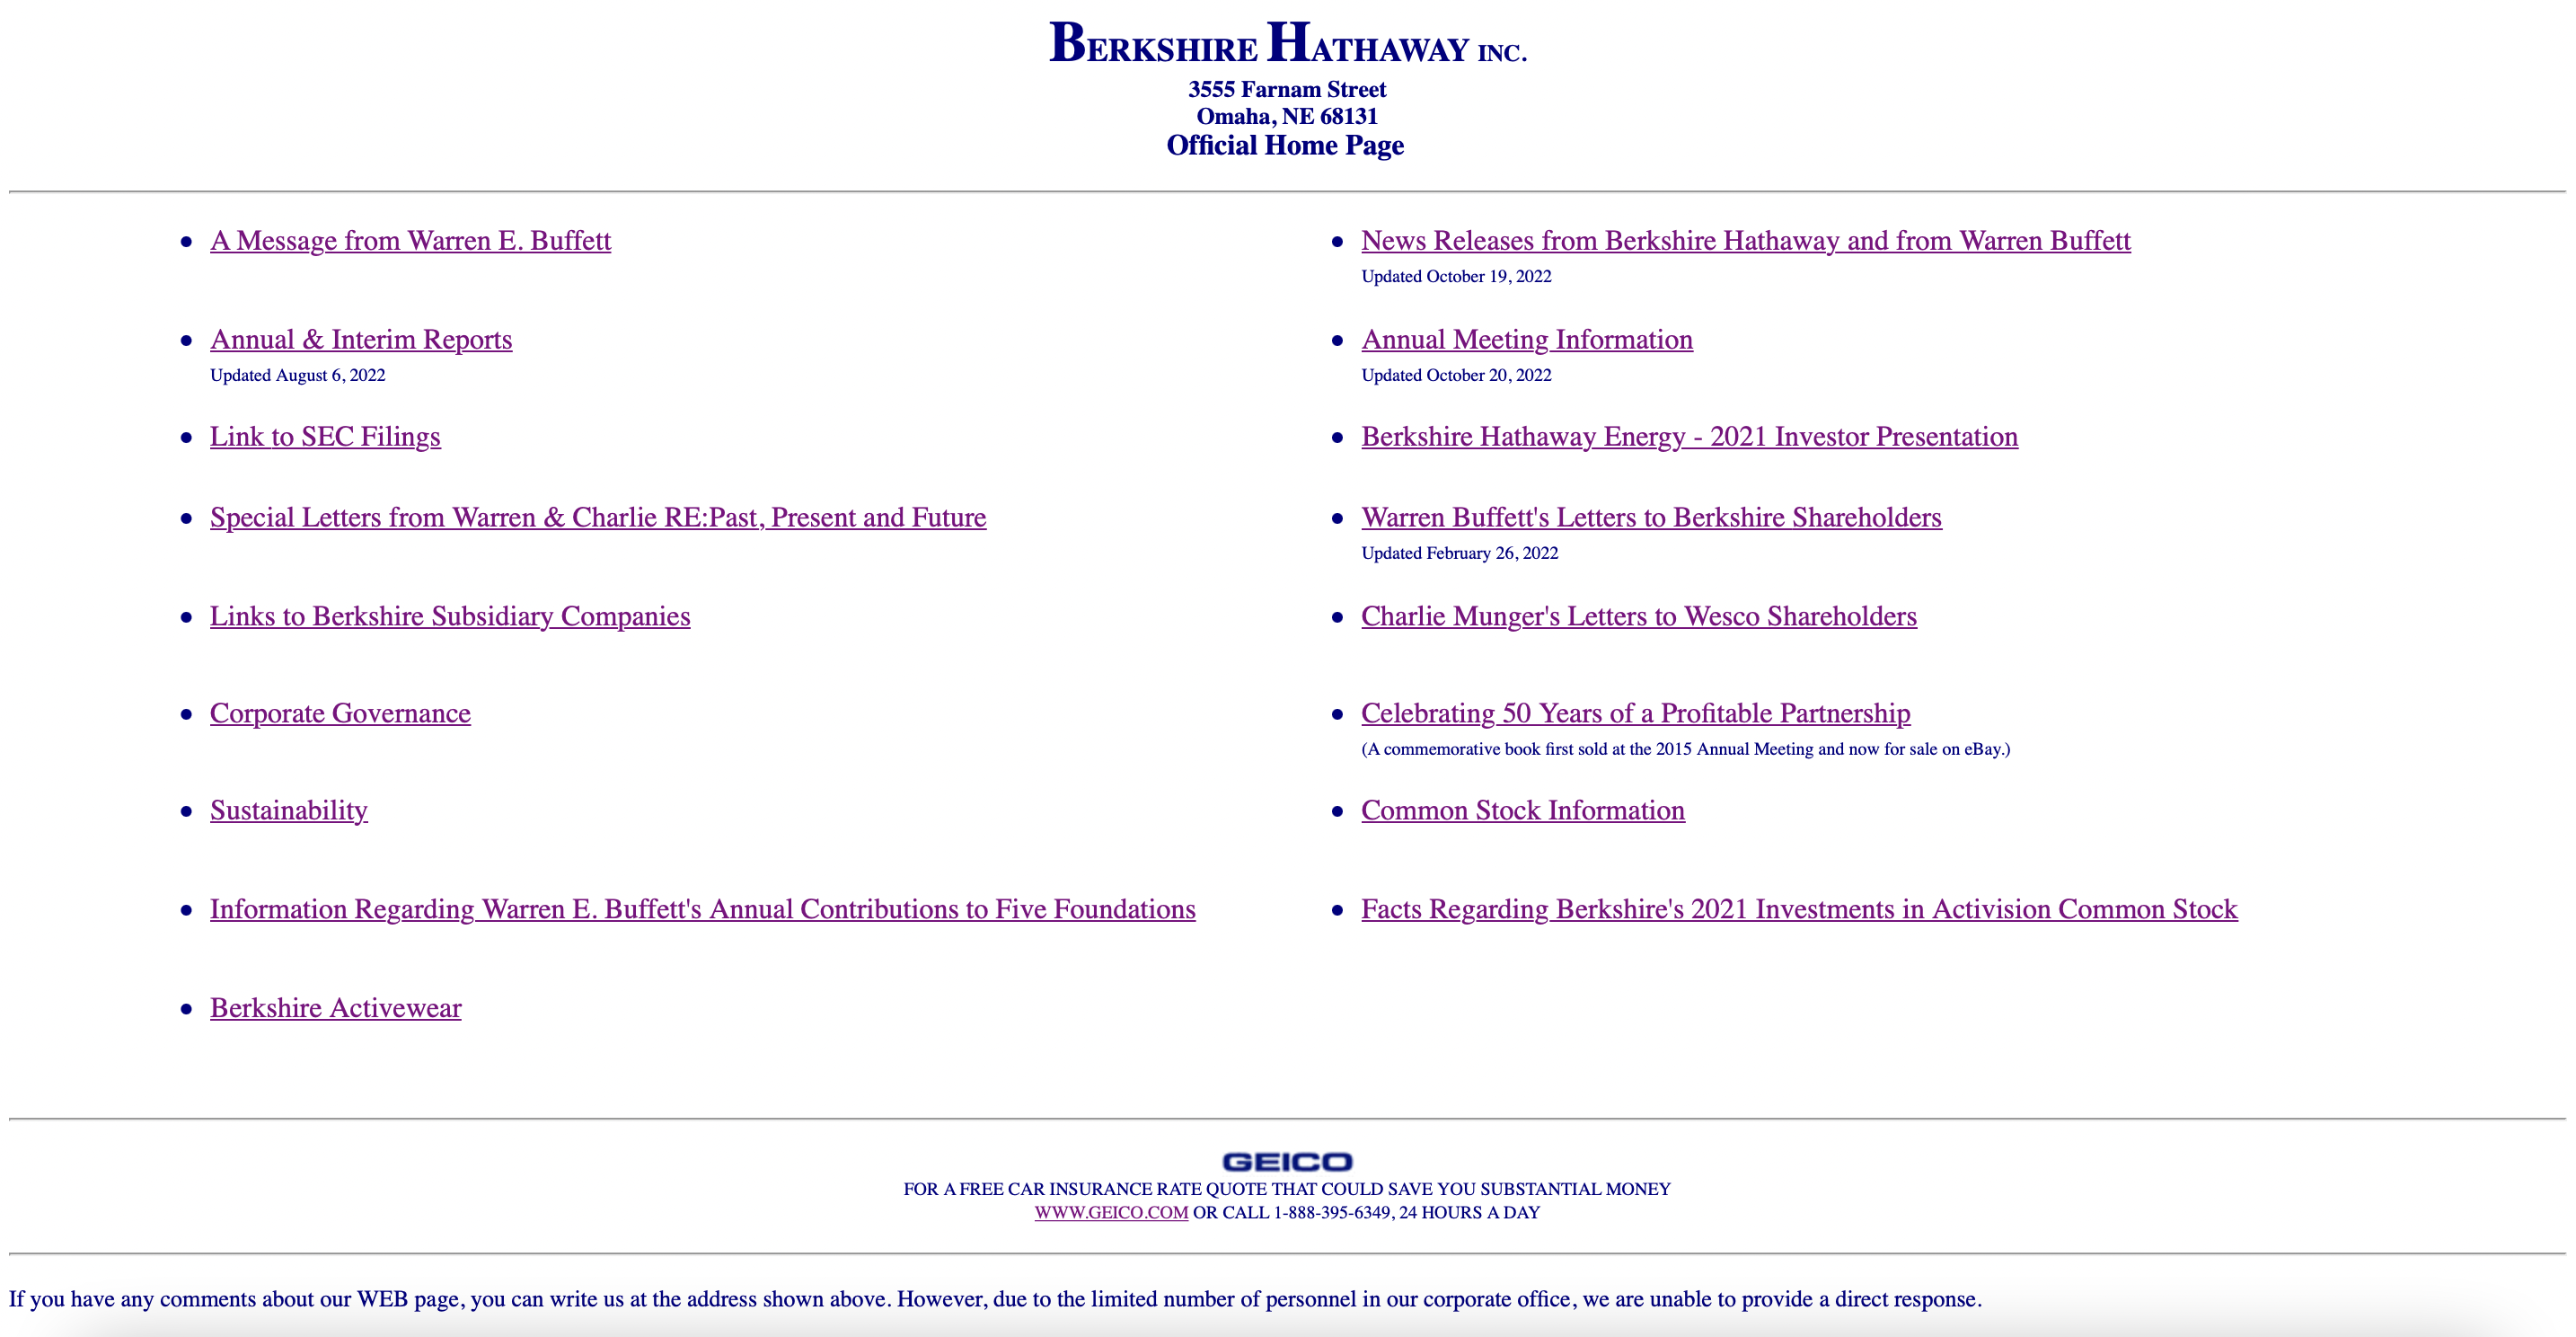 BERKSHIRE HATHAWAY INC.
3555 Farnam Street
Omaha, NE 68131
Official Home Page
A Message from Warren E. Buffett
News Releases from Berkshire Hathaway and from Warren Buffett
Updated October 19, 2022
Annual & Interim Reports
Updated August 6, 2022
Annual Meeting Information
Updated October 20, 2022
Link to SEC Filings
Berkshire Hathaway Energy - 2021 Investor Presentation
Special Letters from Warren & Charlie RE:Past, Present and Future
Warren Buffett's Letters to Berkshire Shareholders
Updated February 26, 2022
Links to Berkshire Subsidiary Companies
Charlie Munger's Letters to Wesco Shareholders
Corporate Governance
Celebrating 50 Years of a Profitable Partnership
(A commemorative book first sold at the 2015 Annual Meeting and now for sale on eBay.)
Sustainability
Common Stock Information
Information Regarding Warren E. Buffett's Annual Contributions to Five Foundations
Facts Regarding Berkshire's 2021 Investments in Activision Common Stock
Berkshire Activewear
GEICO
FOR A FREE CAR INSURANCE RATE QUOTE THAT COULD SAVE YOU SUBSTANTIAL MONEY
WWW.GEICO.COM OR CALL 1-888-395-6349, 24 HOURS A DAY
If you have any comments about our WEB page, you can write us at the address shown above. However, due to the limited number of personnel in our corporate office, we are unable to provide a direct response.